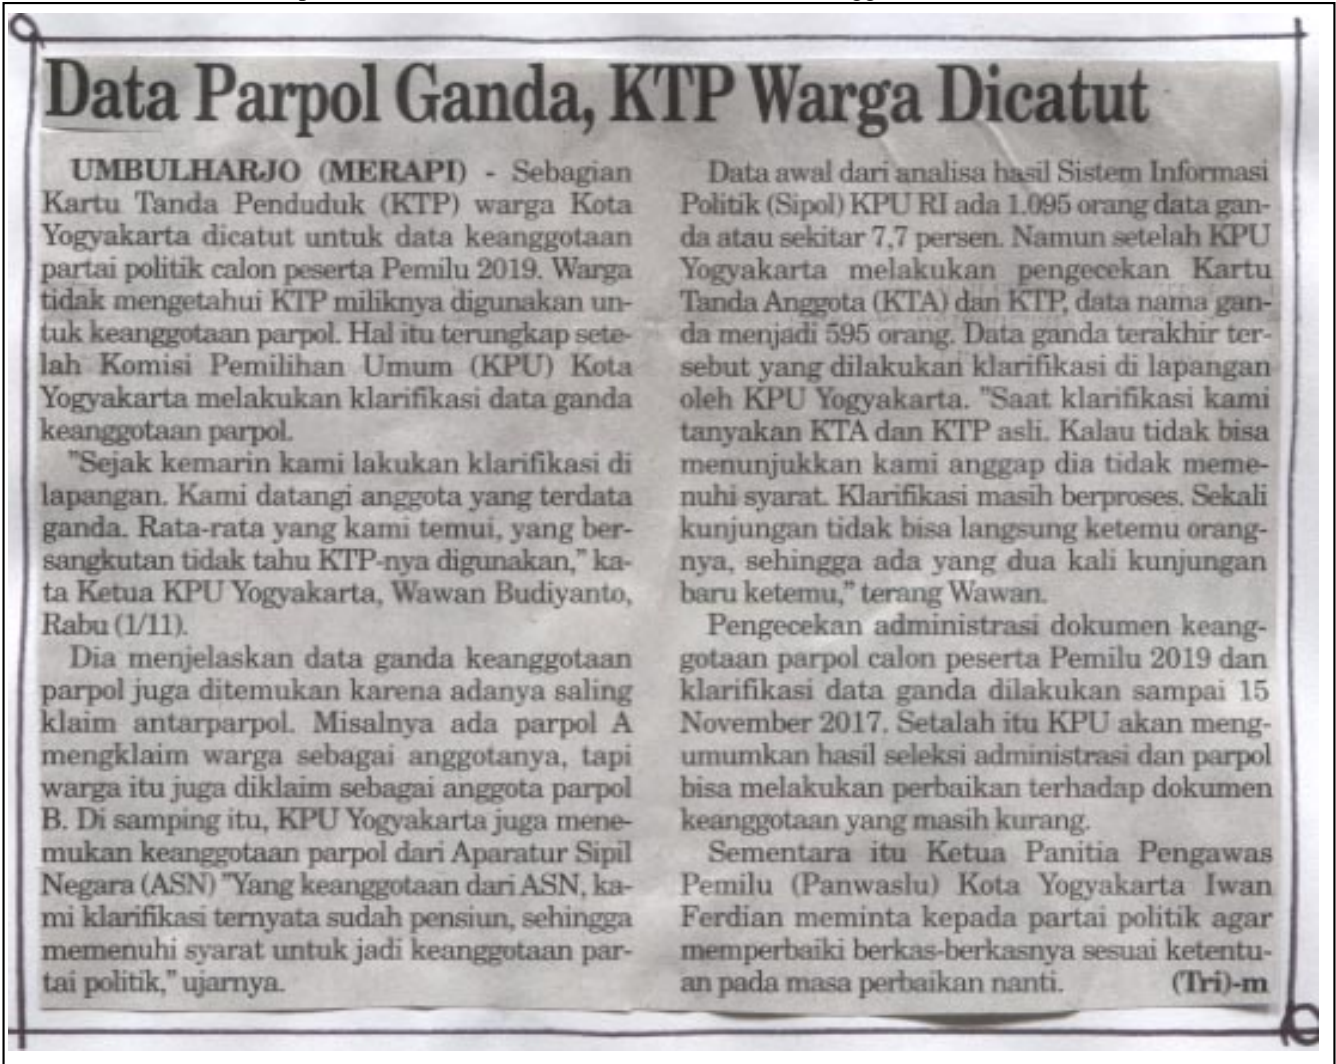 Data Parpol Ganda, KTP Warga Dicatut
UMBULHARJO (MERAPI) - Sebagian
Kartu Tanda Penduduk (KTP) warga Kota
Yogyakarta dicatut untuk data keanggotaan
partai politik calon peserta Pemilu 2019. Warga
tidak mengetahui KTP miliknya digunakan un-
tuk keanggotaan parpol. Hal itu terungkap sete-
lah Komisi Pemilihan Umum (KPU) Kota
Yogyakarta melakukan klarifikasi data ganda
keanggotaan parpol.
"Sejak kemarin kami lakukan klarifikasi di
lapangan. Kami datangi anggota yang terdata
ganda. Rata-rata yang kami temui, yang ber-
sangkutan tidak tahu KTP-nya digunakan," ka-
ta Ketua KPU Yogyakarta, Wawan Budiyanto,
Rabu (1/11).
Dia menjelaskan data ganda keanggotaan
parpol juga ditemukan karena adanya saling
klaim antarparpol. Misalnya ada parpol A
mengklaim warga sebagai anggotanya, tapi
warga itu juga diklaim sebagai anggota parpol
B. Di samping itu, KPU Yogyakarta juga mene-
mukan keanggotaan parpol dari Aparatur Sipil
Negara (ASN) "Yang keanggotaan dari ASN, ka-
mi klarifikasi ternyata sudah pensiun, sehingga
memenuhi syarat untuk jadi keanggotaan par-
tai politik," ujarnya.
Data awal dari analisa hasil Sistem Informasi
Politik (Sipol) KPU RI ada 1.095 orang data gan-
da atau sekitar 7,7 persen. Namun setelah KPU
Yogyakarta melakukan pengecekan Kartu
Tanda Anggota (KTA) dan KTP, data nama gan-
da menjadi 595 orang. Data ganda terakhir ter-
sebut yang dilakukan klarifikasi di lapangan
oleh KPU Yogyakarta. "Saat klarifikasi kami
tanyakan KTA dan KTP asli. Kalau tidak bisa
menunjukkan kami anggap dia tidak meme-
nuhi syarat. Klarifikasi masih berproses. Sekali
kunjungan tidak bisa langsung ketemu orang-
nya, sehingga ada yang dua kali kunjungan
baru ketemu," terang Wawan.
Pengecekan administrasi dokumen keang-
gotaan parpol calon peserta Pemilu 2019 dan
klarifikasi data ganda dilakukan sampai 15
November 2017. Setalah itu KPU akan meng-
umumkan hasil seleksi administrasi dan parpol
bisa melakukan perbaikan terhadap dokumen
keanggotaan yang masih kurang.
Sementara itu Ketua Panitia Pengawas
Pemilu (Panwaslu) Kota Yogyakarta Iwan
Ferdian meminta kepada partai politik agar
memperbaiki berkas-berkasnya sesuai ketentu-
an pada masa perbaikan nanti. (Tri)-m